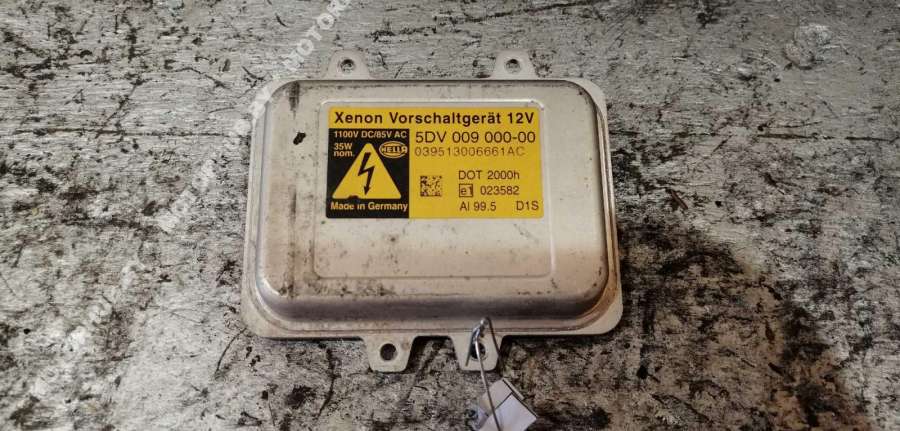 Xenon Vorschaltgerät 12V
1100V DC/85V AC
35W
nom.
HELLA
5DV 009 000-00
039513006661AC
DOT 2000h
e1 023582
Made in Germany
Al 99.5 D1S
MOTOR